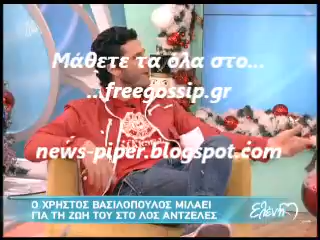 Μάθετε τα όλα στο...
...freegossip.gr
news-piper.blogspot.com
Ο ΧΡΗΣΤΟΣ ΒΑΣΙΛΟΠΟΥΛΟΣ ΜΙΛΑΕΙ
ΓΙΑ ΤΗ ΖΩΗ ΤΟΥ ΣΤΟ ΛΟΣ ΑΝΤΖΕΛΕΣ
Ελένη